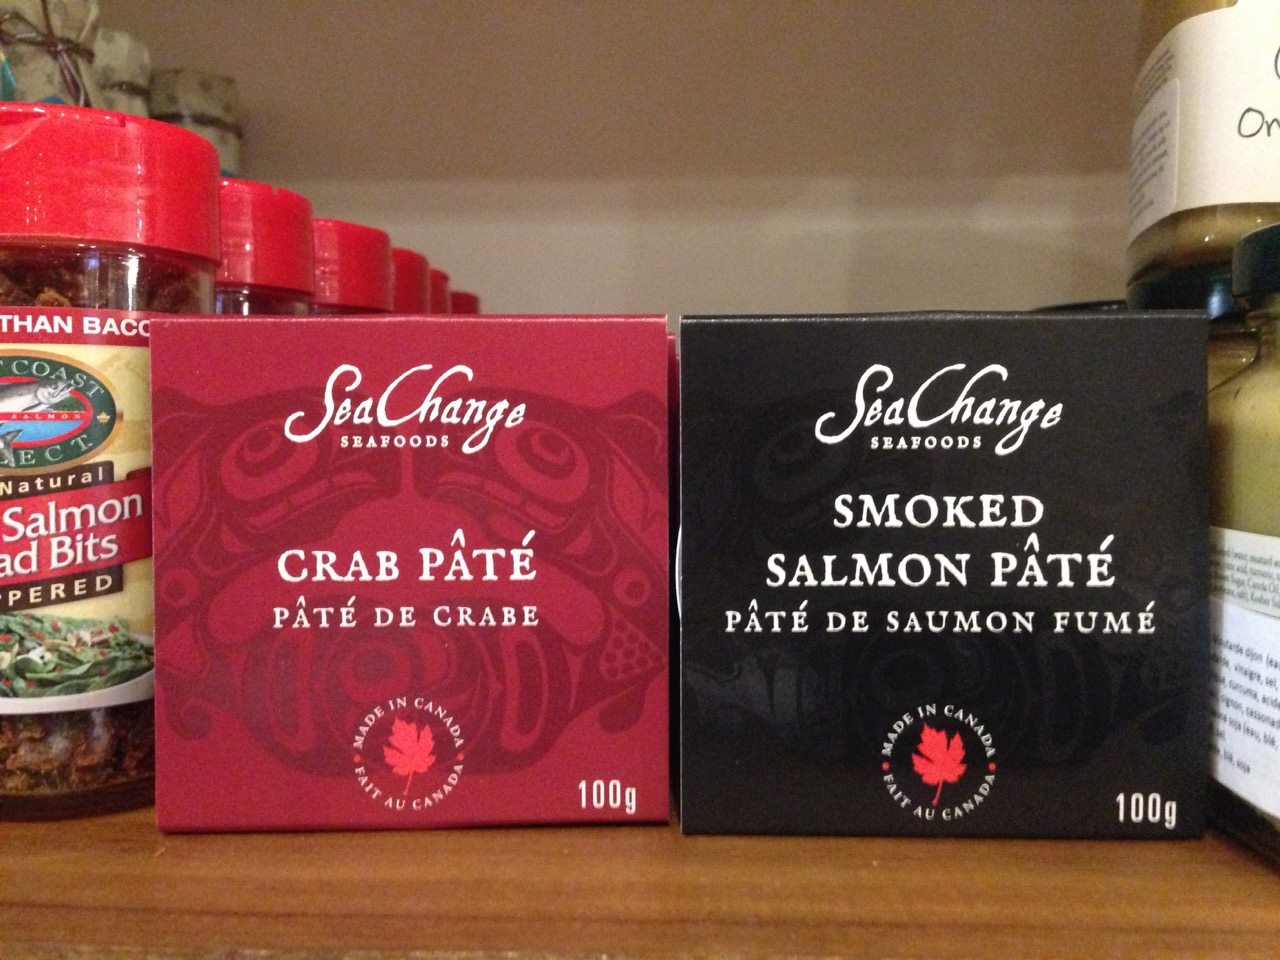 THAN BACO
COAST
SALMON
LECT
Natural
Salmon
ad Bits
PPERED
SeaChange
SEAFOODS
CRAB PÂTÉ
PÂTÉ DE CRABE
MADE IN CANADA
FAIT AU CANADA
100g
SeaChange
SEAFOODS
SMOKED
SALMON PÂTÉ
PÂTÉ DE SAUMON FUMÉ
MADE IN CANADA
FAIT AU CANADA
100g
On